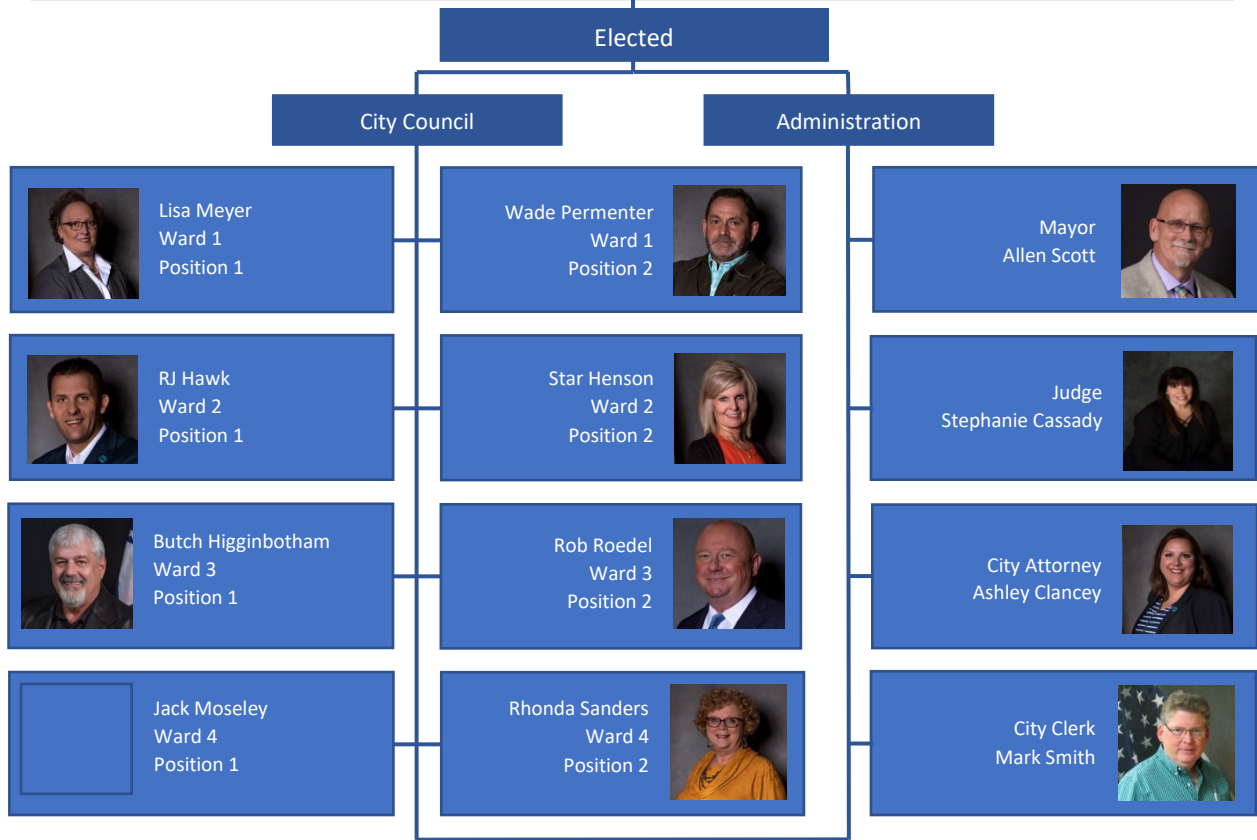 Elected
City Council
Administration
Lisa Meyer
Ward 1
Position 1
Wade Permenter
Ward 1
Position 2
Mayor
Allen Scott
RJ Hawk
Ward 2
Position 1
Star Henson
Ward 2
Position 2
Judge
Stephanie Cassady
Butch Higginbotham
Ward 3
Position 1
Rob Roedel
Ward 3
Position 2
City Attorney
Ashley Clancey
Jack Moseley
Ward 4
Position 1
Rhonda Sanders
Ward 4
Position 2
City Clerk
Mark Smith